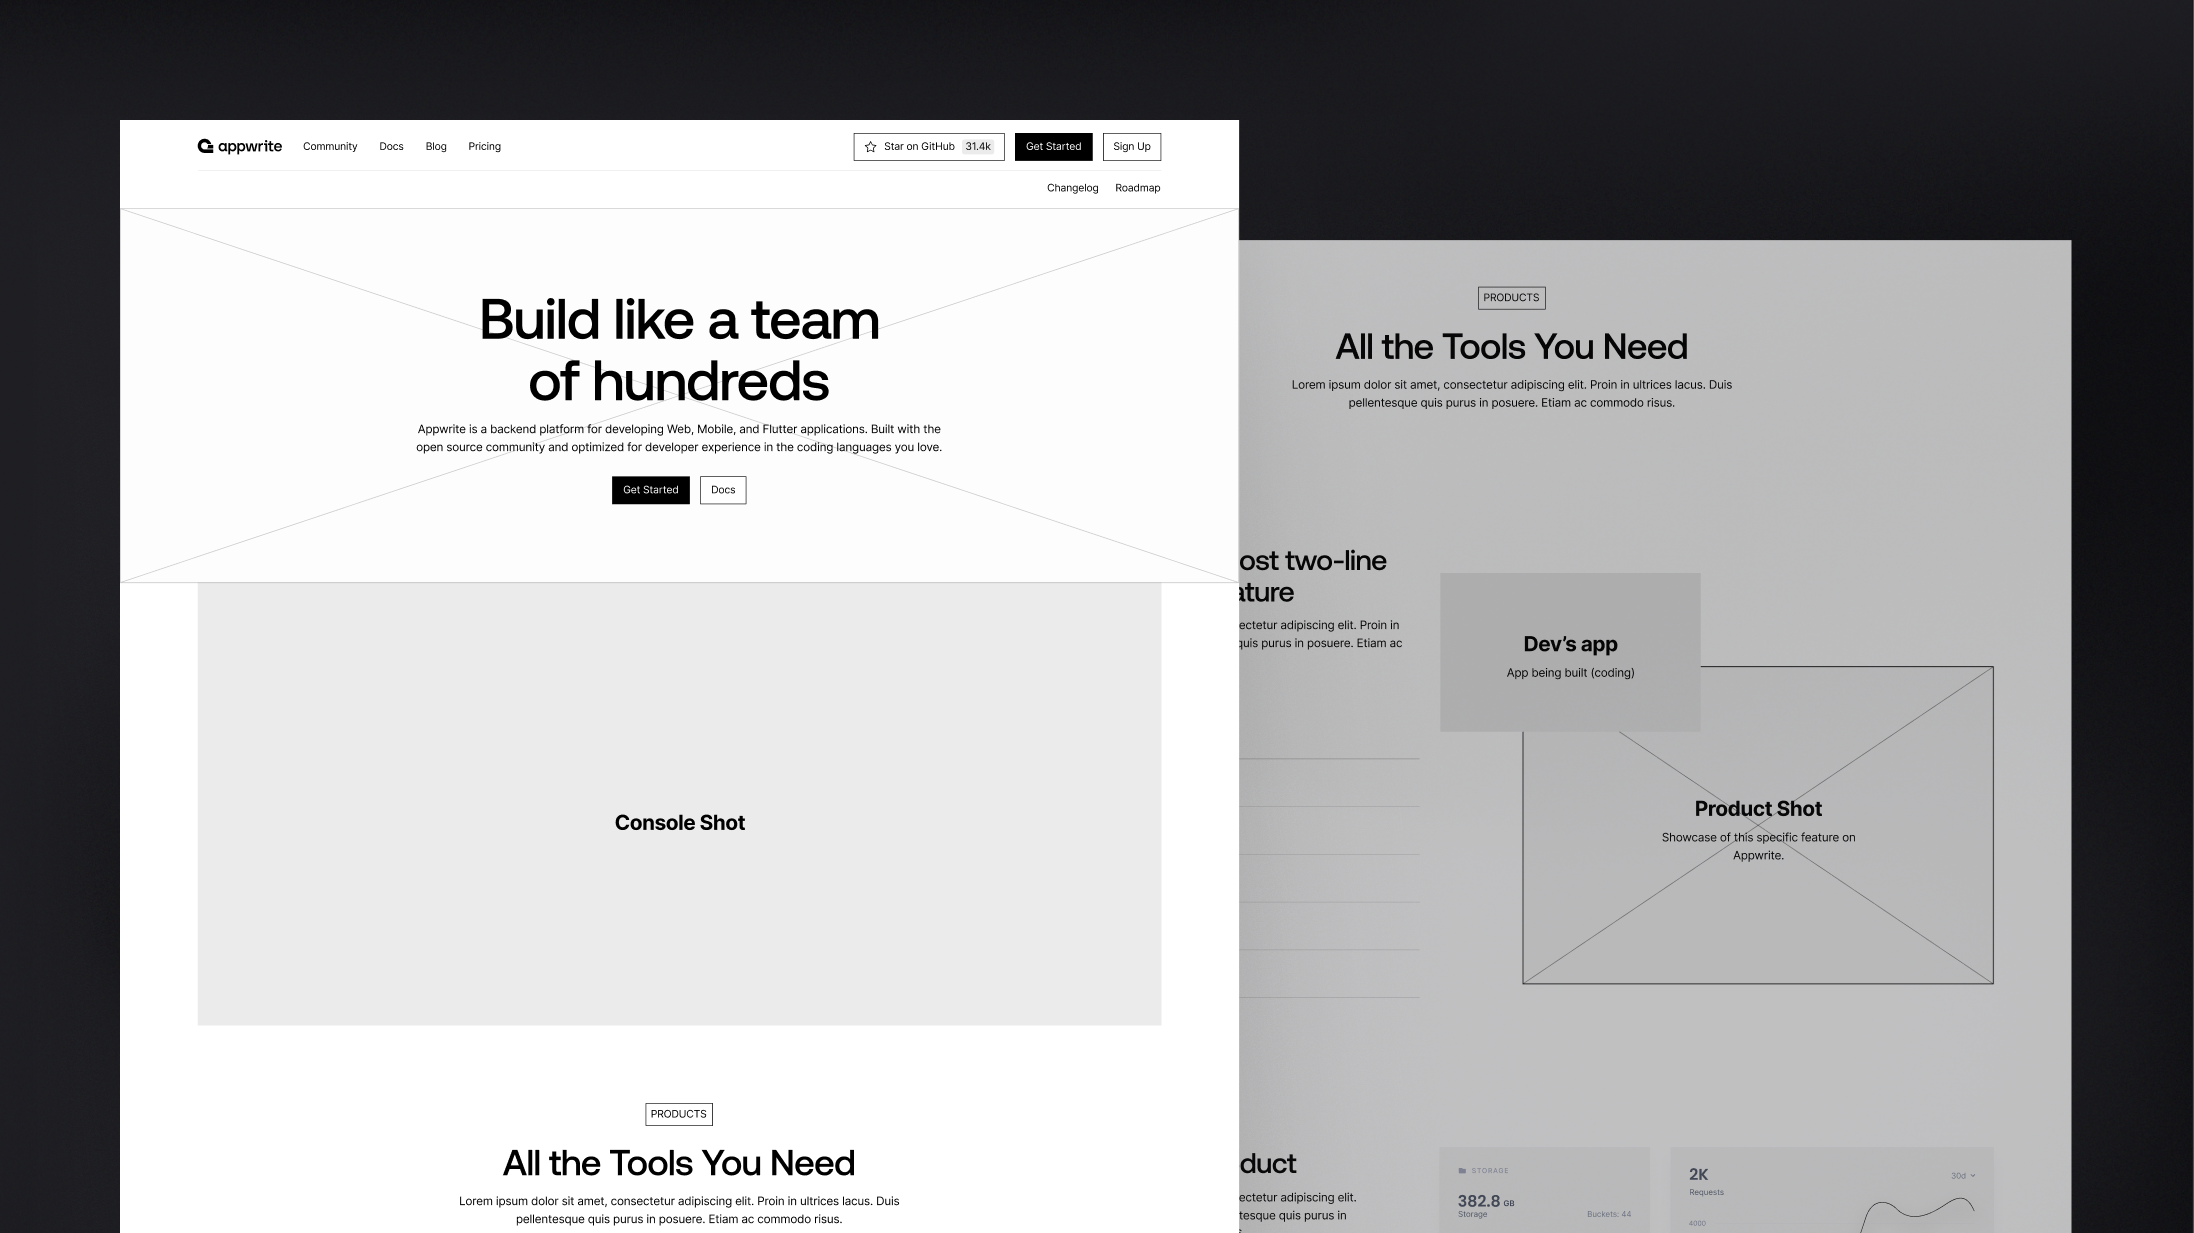 appwrite Community Docs Blog Pricing Star on GitHub 31.4k Get Started Sign Up
Changelog Roadmap
Build like a team
of hundreds
Appwrite is a backend platform for developing Web, Mobile, and Flutter applications. Built with the
open source community and optimized for developer experience in the coding languages you love.
Get Started Docs
Console Shot
PRODUCTS
All the Tools You Need
Lorem ipsum dolor sit amet, consectetur adipiscing elit. Proin in ultrices lacus. Duis
pellentesque quis purus in posuere. Etiam ac commodo risus.
PRODUCTS
All the Tools You Need
Lorem ipsum dolor sit amet, consectetur adipiscing elit. Proin in ultrices lacus. Duis
pellentesque quis purus in posuere. Etiam ac commodo risus.
ost two-line
ature
ectetur adipiscing elit. Proin in
quis purus in posuere. Etiam ac
Dev’s app
App being built (coding)
Product Shot
Showcase of this specific feature on
Appwrite.
duct
ectetur adipiscing elit.
tesque quis purus in
STORAGE
382.8 GB
Storage Buckets: 44
2K 30d
Requests
4000